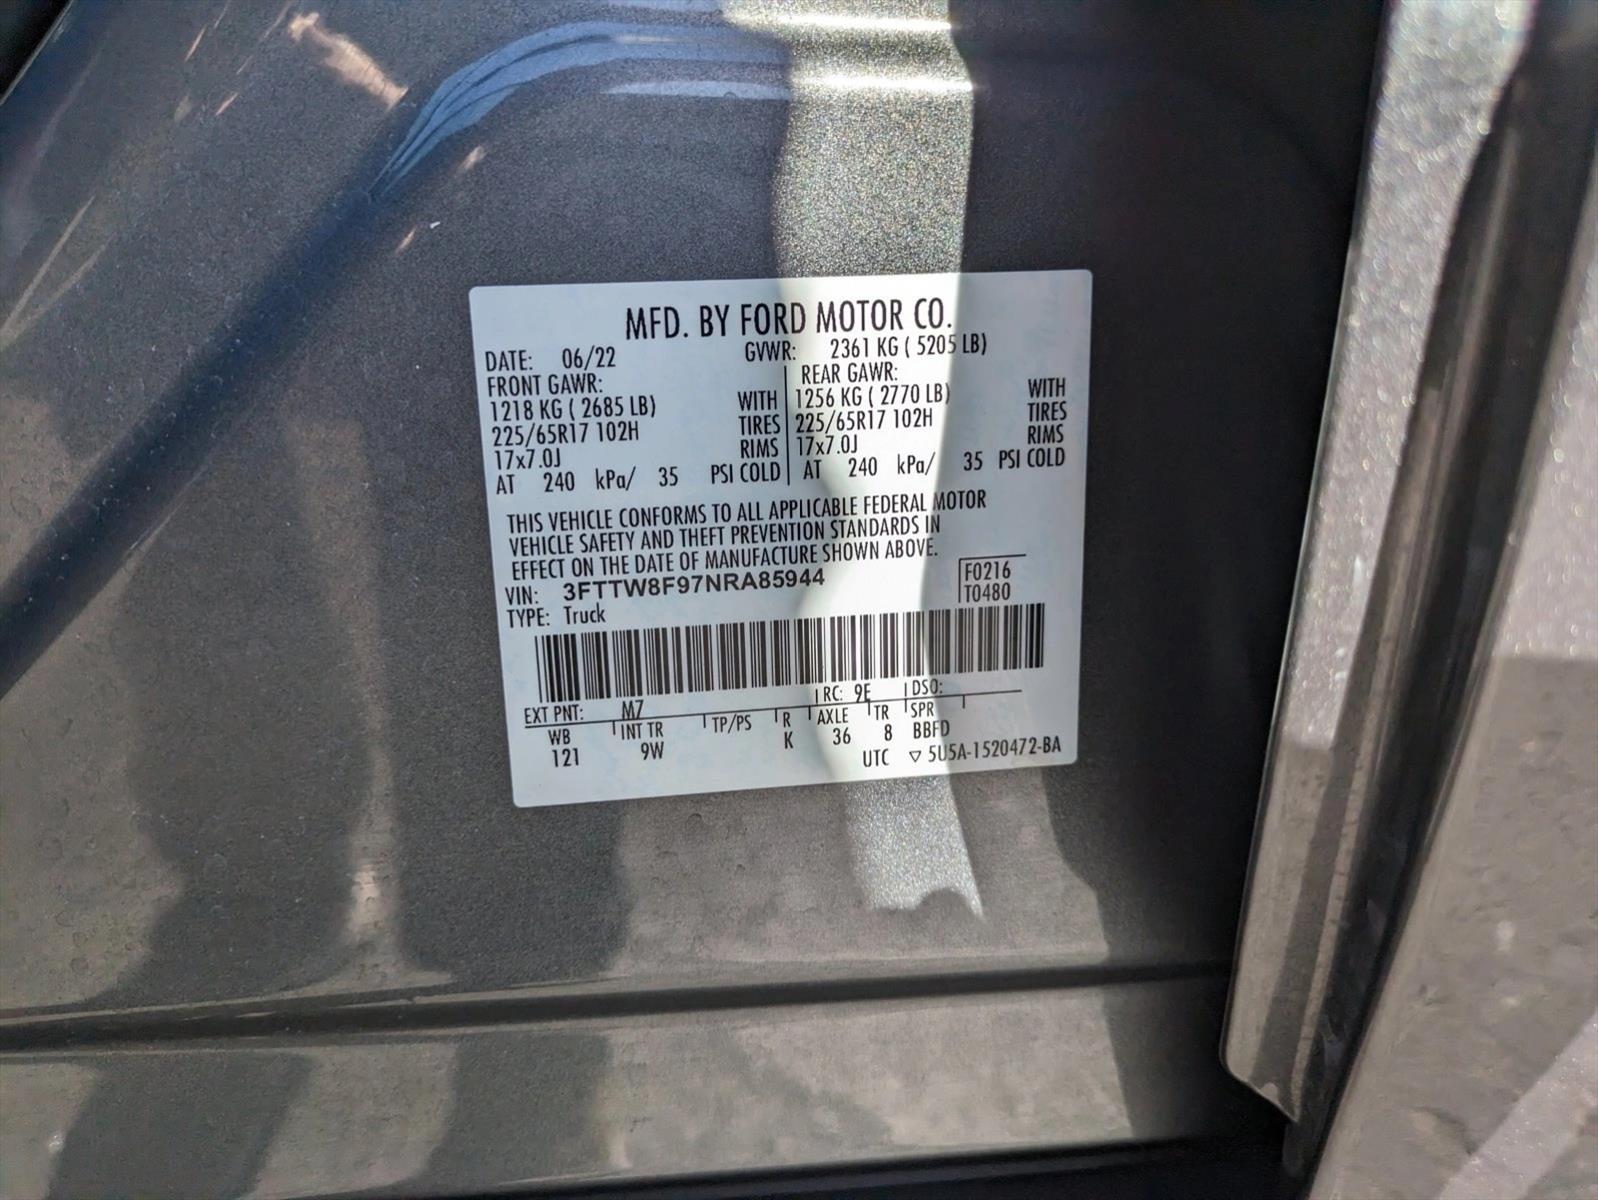 MFD. BY FORD MOTOR CO.
DATE: 06/22 GVWR: 2361 KG ( 5205 LB)
FRONT GAWR: REAR GAWR:
1218 KG ( 2685 LB) WITH 1256 KG ( 2770 LB) WITH
225/65R17 102H TIRES 225/65R17 102H TIRES
17x7.0J RIMS 17x7.0J RIMS
AT 240 kPa/ 35 PSI COLD AT 240 kPa/ 35 PSI COLD
THIS VEHICLE CONFORMS TO ALL APPLICABLE FEDERAL MOTOR
VEHICLE SAFETY AND THEFT PREVENTION STANDARDS IN
EFFECT ON THE DATE OF MANUFACTURE SHOWN ABOVE.
VIN: 3FTTW8F97NRA85944 F0216
TYPE: Truck T0480
EXT PNT: M7 RC: 9E DSO:
WB INT TR TP/PS R AXLE TR SPR
121 9W K 36 8 BBFD
UTC ▽ 5U5A-1520472-BA